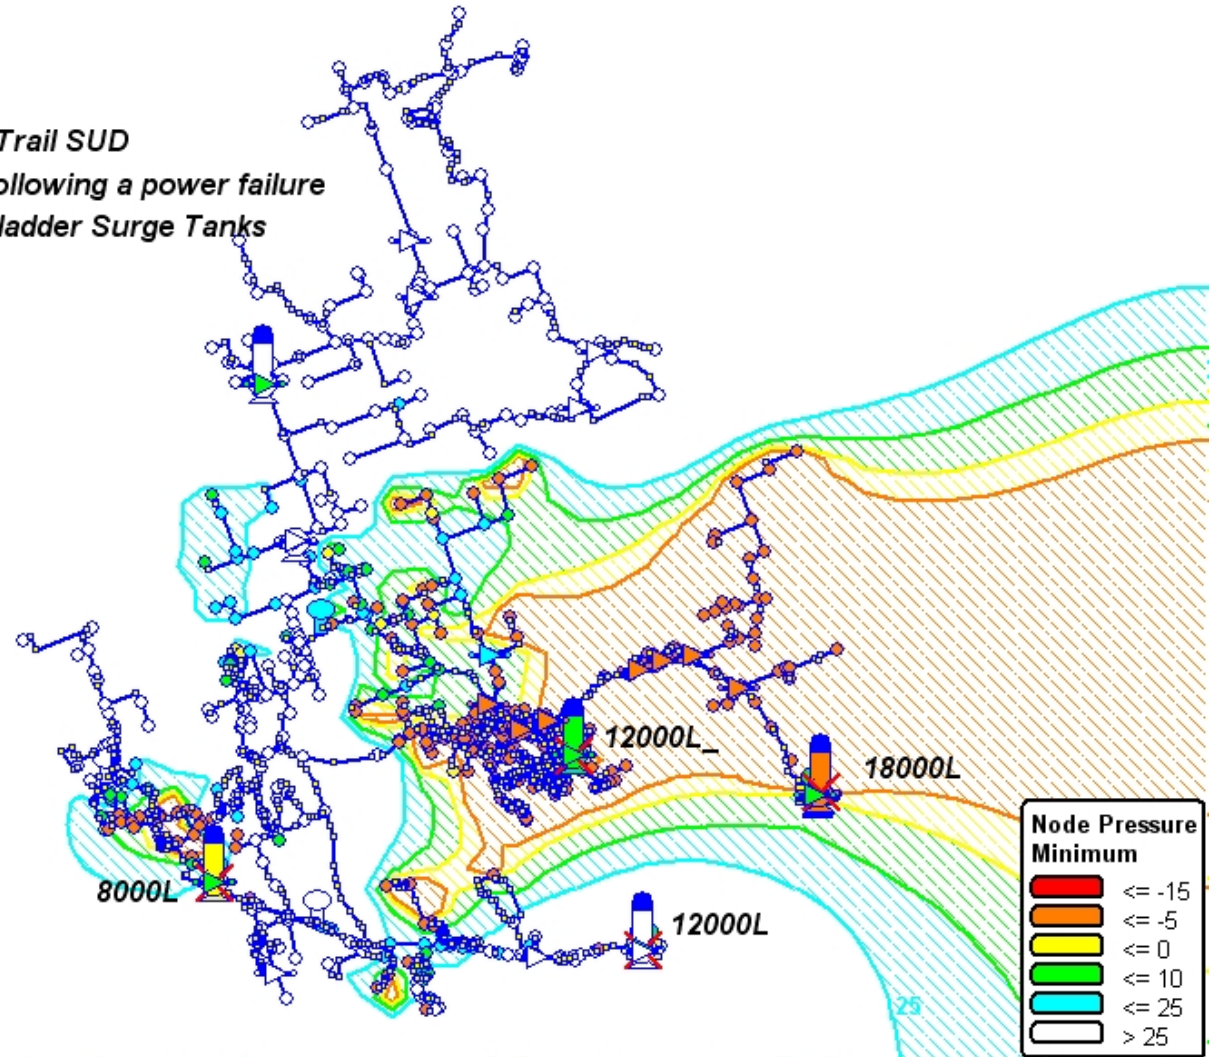 Trail SUD
ollowing a power failure
ladder Surge Tanks
12000L_
18000L
8000L
12000L
25
Node Pressure
Minimum
<= -15
<= -5
<= 0
<= 10
<= 25
> 25